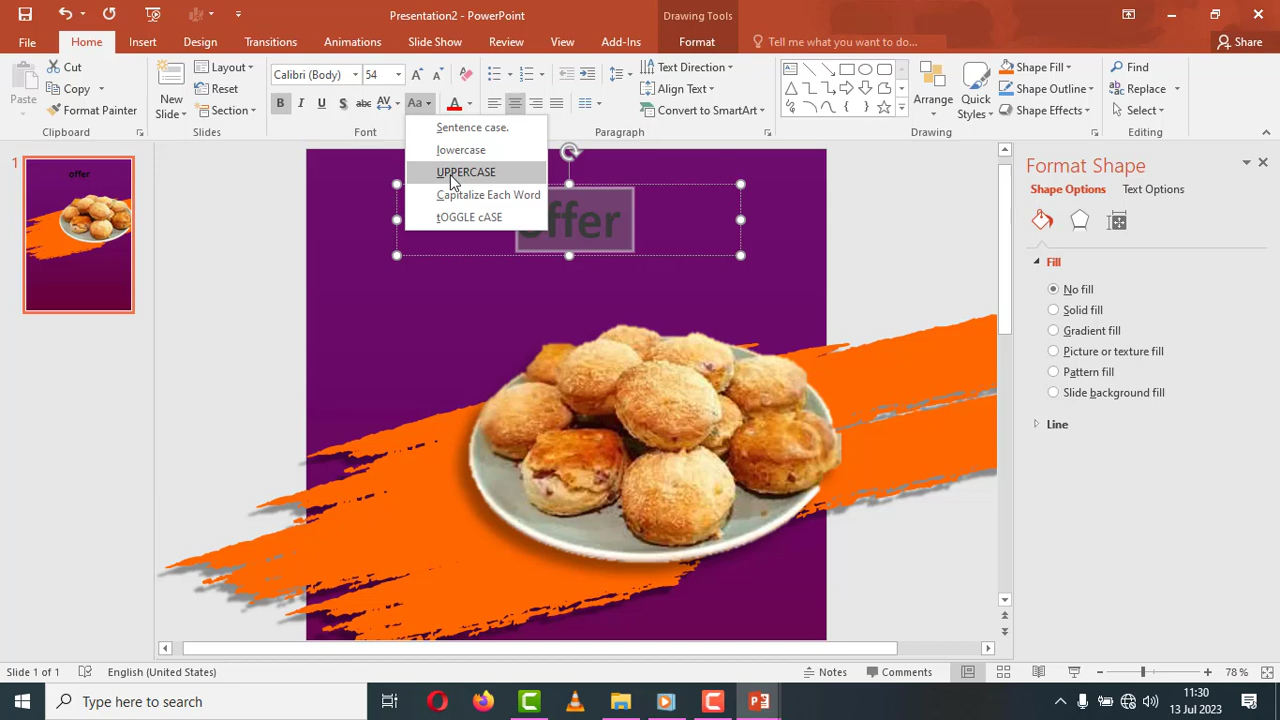 Presentation2 - PowerPoint
Drawing Tools
File
Home
Insert
Design
Transitions
Animations
Slide Show
Review
View
Add-Ins
Format
Tell me what you want to do...
Share
Paste
Cut
Copy
Format Painter
Clipboard
New
Slide
Layout
Reset
Section
Slides
Calibri (Body)
54
B I U S abc AV Aa A
Font
Text Direction
Align Text
Convert to SmartArt
Paragraph
Arrange
Quick
Styles
Shape Fill
Shape Outline
Shape Effects
Drawing
Find
Replace
Select
Editing
Sentence case.
lowercase
UPPERCASE
Capitalize Each Word
tOGGLE cASE
1
offer
offer
Format Shape
Shape Options
Text Options
Fill
No fill
Solid fill
Gradient fill
Picture or texture fill
Pattern fill
Slide background fill
Line
Slide 1 of 1
English (United States)
Notes
Comments
78 %
Type here to search
11:30
13 Jul 2023